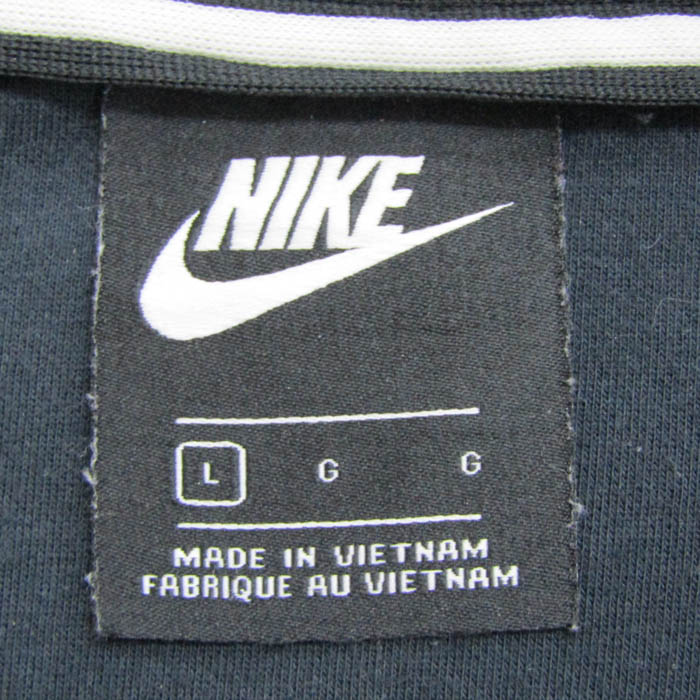 NIKE
L G G
MADE IN VIETNAM
FABRIQUE AU VIETNAM